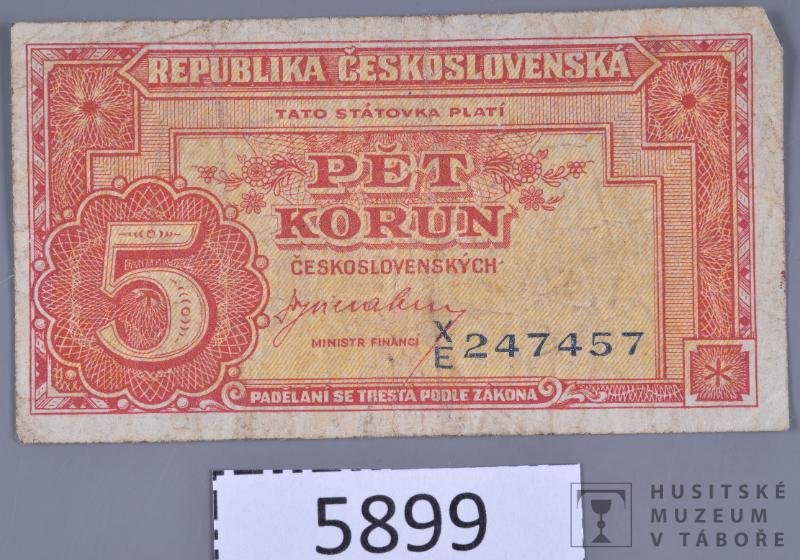 REPUBLIKA ČESKOSLOVENSKÁ
TATO STÁTOVKA PLATÍ
PĚT
KORUN
ČESKOSLOVENSKÝCH
5
MINISTR FINANCÍ
X/E 247457
PADĚLÁNÍ SE TRESTÁ PODLE ZÁKONA
5899
HUSITSKÉ
MUZEUM
V TÁBOŘE